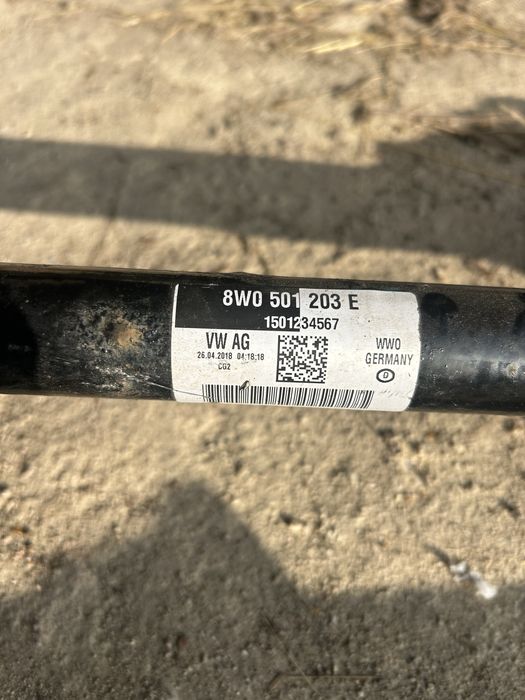 8W0 501 203 E
1501234567
VW AG
26.04.2018 04:18:18
CG2
WWO
GERMANY
D